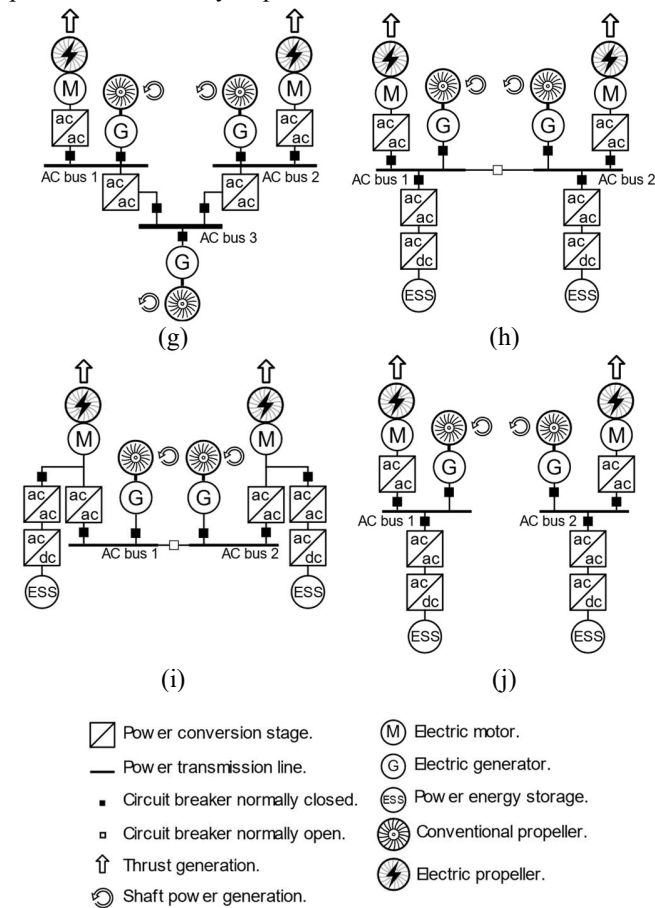 M
G
G
M
ac
ac
ac
ac
AC bus 1
AC bus 2
ac
ac
ac
ac
AC bus 3
G
(g)
M
G
G
M
ac
ac
ac
ac
AC bus 1
AC bus 2
ac
ac
ac
ac
ac
dc
ac
dc
ESS
ESS
(h)
M
M
G
G
ac
ac
ac
ac
ac
ac
ac
ac
AC bus 1
AC bus 2
ac
dc
ac
dc
ESS
ESS
(i)
M
G
G
M
ac
ac
ac
ac
AC bus 1
AC bus 2
ac
ac
ac
ac
ac
dc
ac
dc
ESS
ESS
(j)
Power conversion stage.
Power transmission line.
Circuit breaker normally closed.
Circuit breaker normally open.
Thrust generation.
Shaft power generation.
M Electric motor.
G Electric generator.
ESS Power energy storage.
Conventional propeller.
Electric propeller.